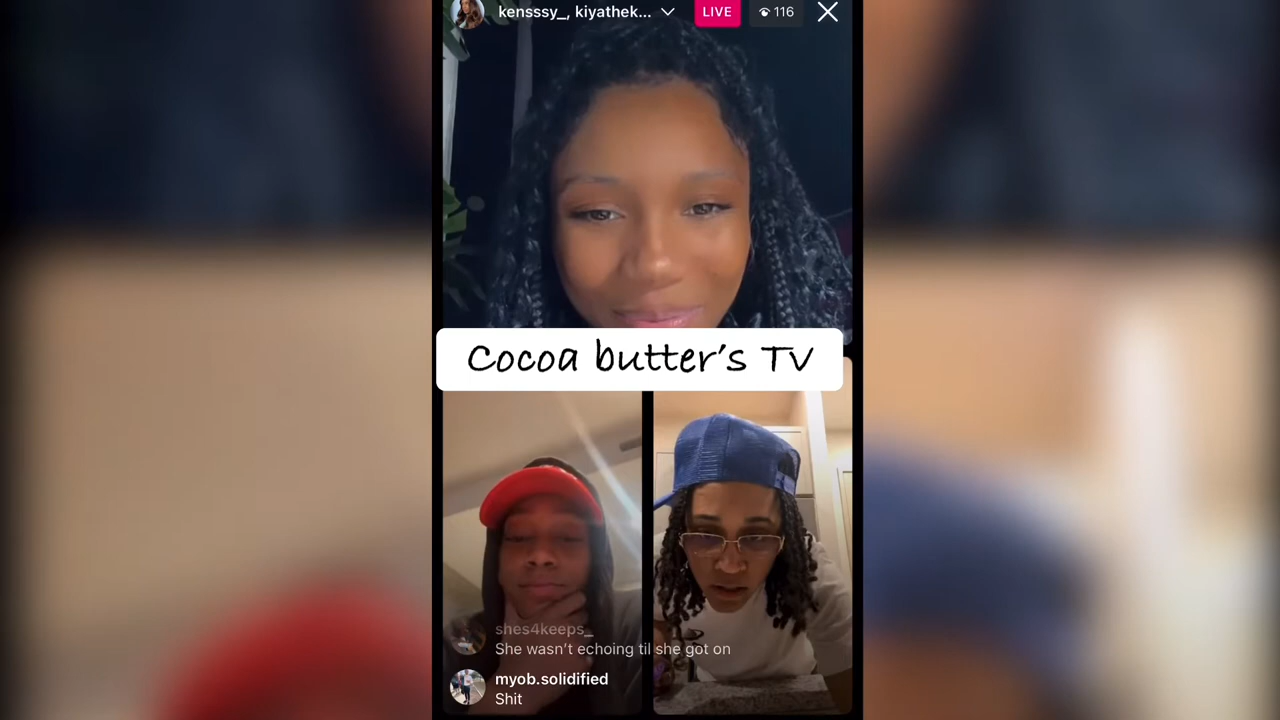 kensssy_, kiyathek...
LIVE
116
Cocoa butter's TV
shes4keeps_
She wasn't echoing til she got on
myob.solidified
Shit